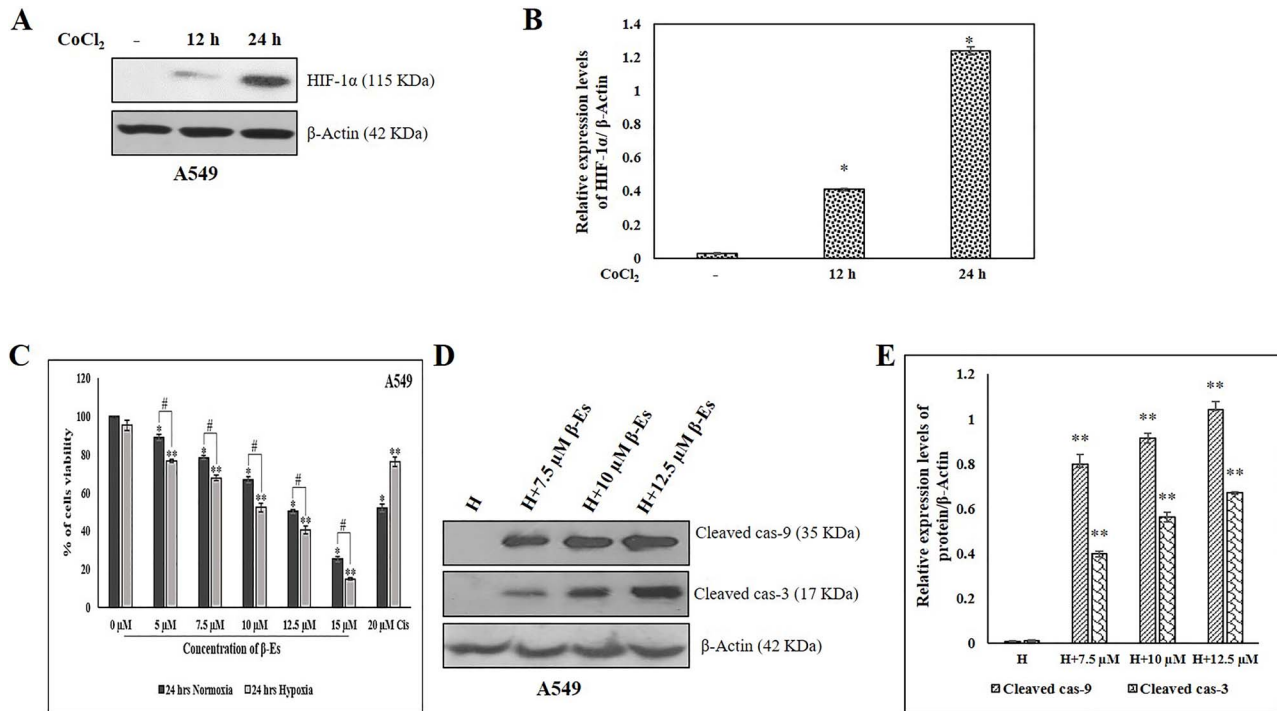 A
CoCl₂ - 12 h 24 h
HIF-1α (115 KDa)
β-Actin (42 KDa)
A549
B
Relative expression levels
of HIF-1α/ β-Actin
1.4
1.2
1
0.8
0.6
0.4
0.2
0
* *
CoCl₂ - 12 h 24 h
C
A549
% of cells viability
120
100
80
60
40
20
0
# # # # #
* ** * ** * ** * ** * ** * **
0 µM 5 µM 7.5 µM 10 µM 12.5 µM 15 µM 20 µM Cis
Concentration of β-Es
24 hrs Normoxia 24 hrs Hypoxia
D
H
H+7.5 µM β-Es
H+10 µM β-Es
H+12.5 µM β-Es
Cleaved cas-9 (35 KDa)
Cleaved cas-3 (17 KDa)
β-Actin (42 KDa)
A549
E
Relative expression levels of
protein/β-Actin
1.2
1
0.8
0.6
0.4
0.2
0
** ** ** ** ** **
H H+7.5 µM H+10 µM H+12.5 µM
Cleaved cas-9 Cleaved cas-3